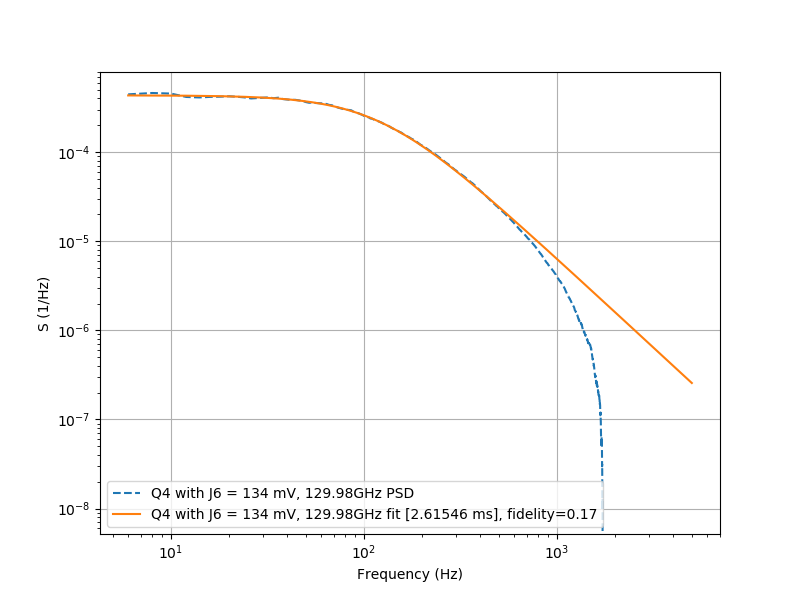 10⁻⁴
10⁻⁵
10⁻⁶
10⁻⁷
10⁻⁸
S (1/Hz)
Q4 with J6 = 134 mV, 129.98GHz PSD
Q4 with J6 = 134 mV, 129.98GHz fit [2.61546 ms], fidelity=0.17
10¹ 10² 10³
Frequency (Hz)